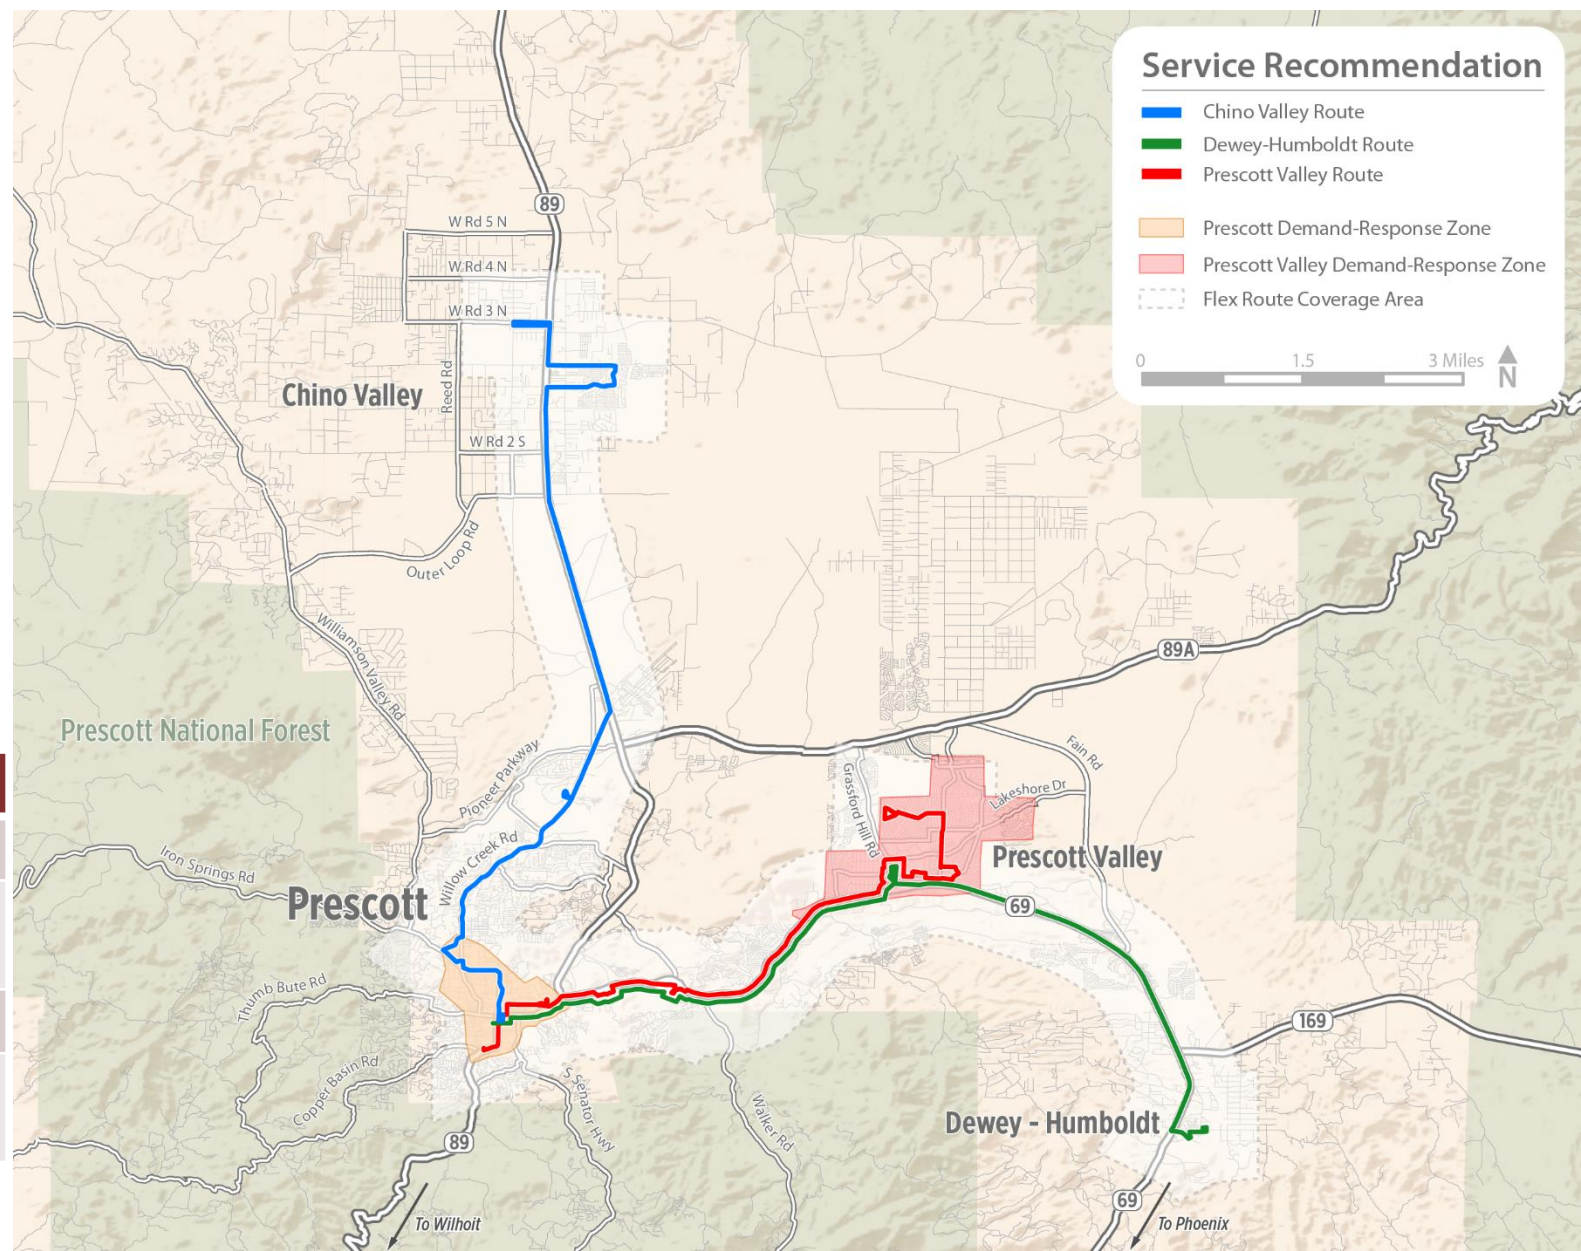 Service Recommendation
Chino Valley Route
Dewey-Humboldt Route
Prescott Valley Route
Prescott Demand-Response Zone
Prescott Valley Demand-Response Zone
Flex Route Coverage Area
0 1.5 3 Miles
N
89
W Rd 5 N
W Rd 4 N
W Rd 3 N
Chino Valley
Reed Rd
W Rd 2 S
Outer Loop Rd
Williamson Valley Rd
89A
Prescott National Forest
Pioneer Parkway
Fain Rd
Grassford Hill Rd
Lakeshore Dr
Willow Creek Rd
Iron Springs Rd
Prescott Valley
Prescott
69
Thumb Bute Rd
169
Copper Basin Rd
S Senator Hwy
Walker Rd
Dewey - Humboldt
89
69
To Wilhoit
To Phoenix